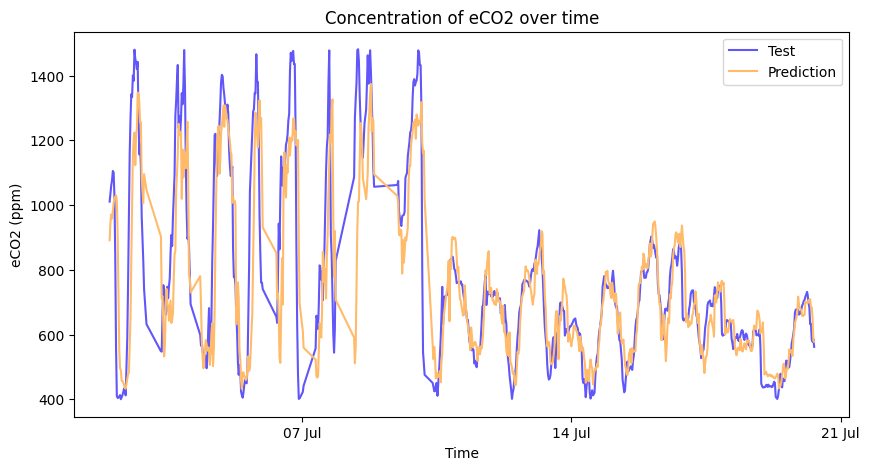 Concentration of eCO2 over time
Test
Prediction
eCO2 (ppm)
1400
1200
1000
800
600
400
07 Jul
14 Jul
21 Jul
Time